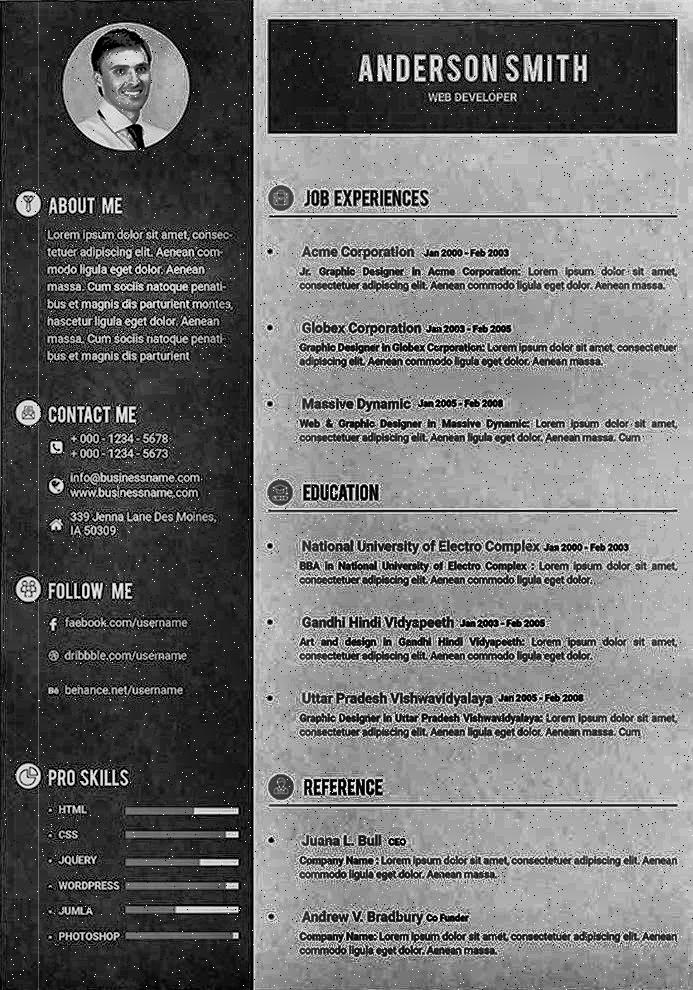 ANDERSON SMITH
WEB DEVELOPER
ABOUT ME
Lorem ipsum dolor sit amet, consec-
tetuer adipiscing elit. Aenean com-
modo ligula eget dolor. Aenean
massa. Cum sociis natoque penati-
bus et magnis dis parturient montes,
hascetur ligula eget dolor. Aenean
massa. Cum sociis natoque penati-
bus et magnis dis parturient
CONTACT ME
+ 000 - 1234 - 5678
+ 000 - 1234 - 5673
info@businessname.com
www.businessname.com
339 Jenna Lane Des Moines,
IA 50309
FOLLOW ME
faebook.com/username
dribbble.com/username
Bē behance.net/username
PRO SKILLS
• HTML
• CSS
• JQUERY
• WORDPRESS
• JUMLA
• PHOTOSHOP
JOB EXPERIENCES
• Acme Corporation Jan 2000 - Feb 2003
Jr. Graphic Designer in Acme Corporation: Lorem ipsum dolor sit amet,
consectetuer adipiscing elit. Aenean commodo ligula eget dolor. Aenean massa.
• Globex Corporation Jan 2003 - Feb 2005
Graphic Designer in Globex Corporation: Lorem ipsum dolor sit amet, consectetuer
adipiscing elit. Aenean commodo ligula eget dolor. Aenean massa.
• Massive Dynamic Jan 2005 - Feb 2008
Web & Graphic Designer in Massive Dynamic: Lorem ipsum dolor sit amet,
consectetuer adipiscing elit. Aenean ligula eget dolor. Aenean massa. Cum
EDUCATION
• National University of Electro Complex Jan 2000 - Feb 2003
BBA in National University of Electro Complex : Lorem ipsum dolor sit amet,
consectetuer adipiscing elit. Aenean commodo ligula eget dolor.
• Gandhi Hindi Vidyapeeth Jan 2003 - Feb 2005
Art and design in Gandhi Hindi Vidyapeeth: Lorem ipsum dolor sit amet,
consectetuer adipiscing elit. Aenean commodo ligula eget dolor.
• Uttar Pradesh Vishwavidyalaya Jan 2005 - Feb 2008
Graphic Designer in Uttar Pradesh Vishwavidyalaya: Lorem ipsum dolor sit amet,
consectetuer adipiscing elit. Aenean ligula eget dolor. Aenean massa. Cum
REFERENCE
• Juana L. Bull CEO
Company Name : Lorem ipsum dolor sit amet, consectetuer adipiscing elit. Aenean
commodo ligula eget dolor. Aenean massa.
• Andrew V. Bradbury Co Funder
Company Name: Lorem ipsum dolor sit amet, consectetuer adipiscing elit. Aenean
commodo ligula eget dolor. Aenean massa.